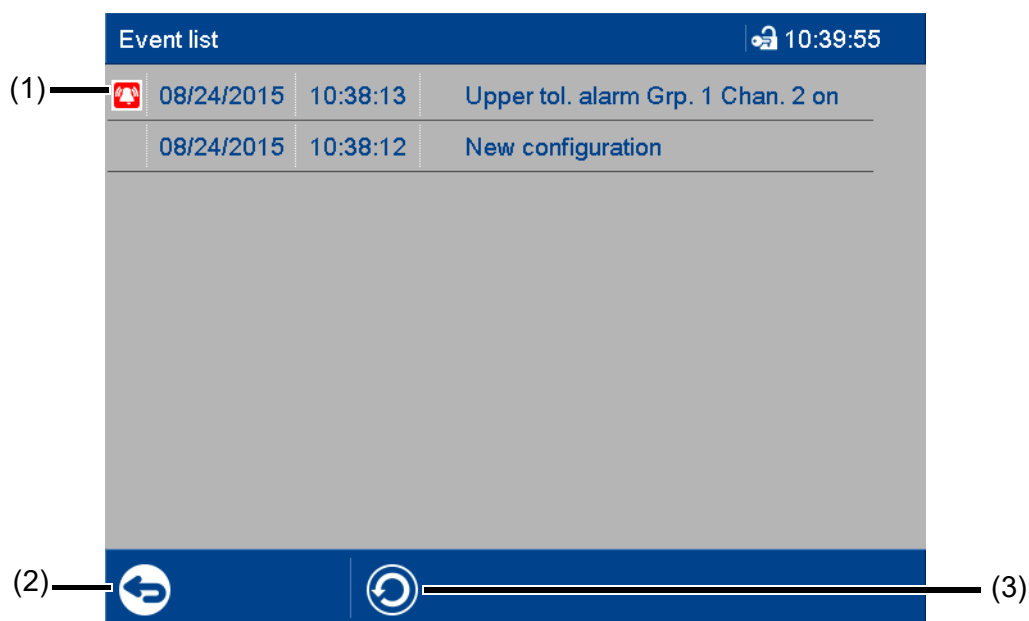 Event list 10:39:55
(1) 08/24/2015 10:38:13 Upper tol. alarm Grp. 1 Chan. 2 on
08/24/2015 10:38:12 New configuration
(2) (3)